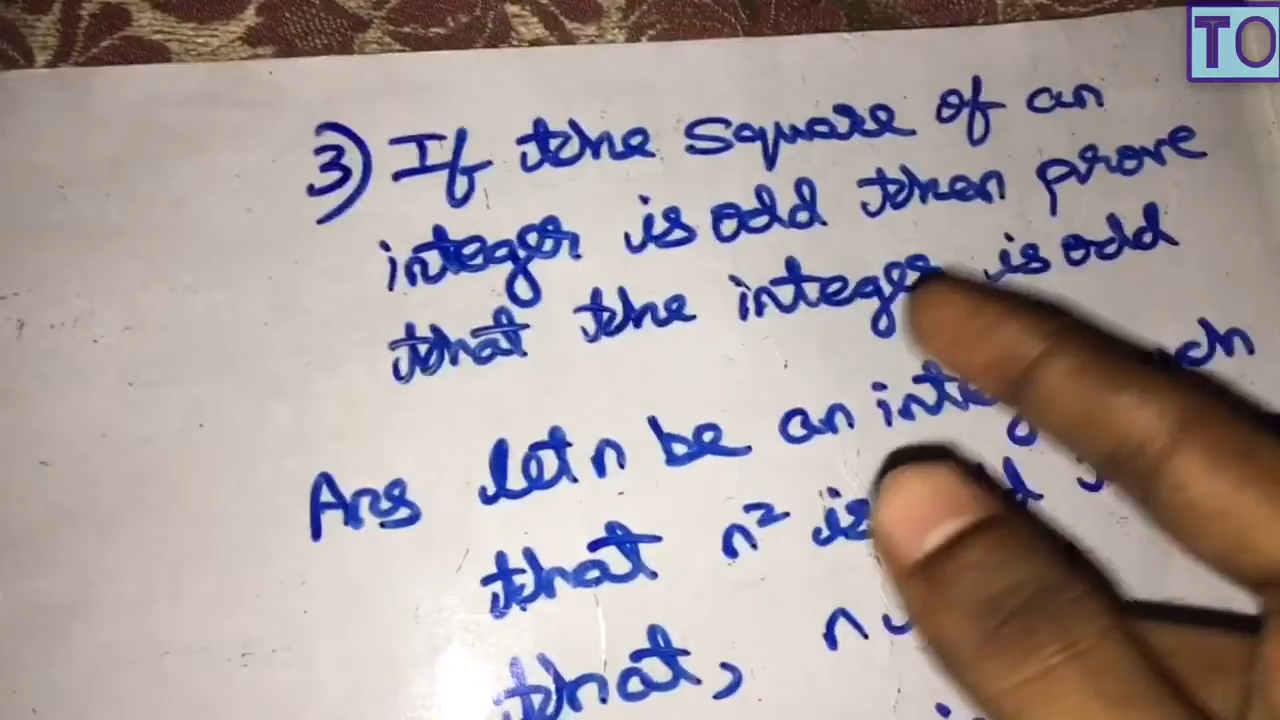 TO
3) If the square of an
integer is odd then prove
that the integer is odd
Ans let n be an
that n² is
that, n